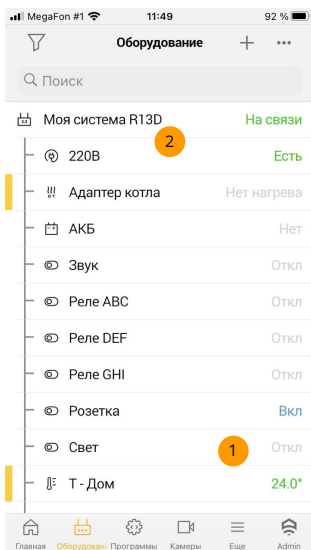 MegaFon #1 11:49 92 %
Оборудование
Поиск
Моя система R13D На связи
2
220В Есть
Адаптер котла Нет нагрева
АКБ Нет
Звук Откл
Реле ABC Откл
Реле DEF Откл
Реле GHI Откл
Розетка Вкл
Свет 1 Откл
Т - Дом 24.0°
Главная Оборудован Программы Камеры Еще Admin